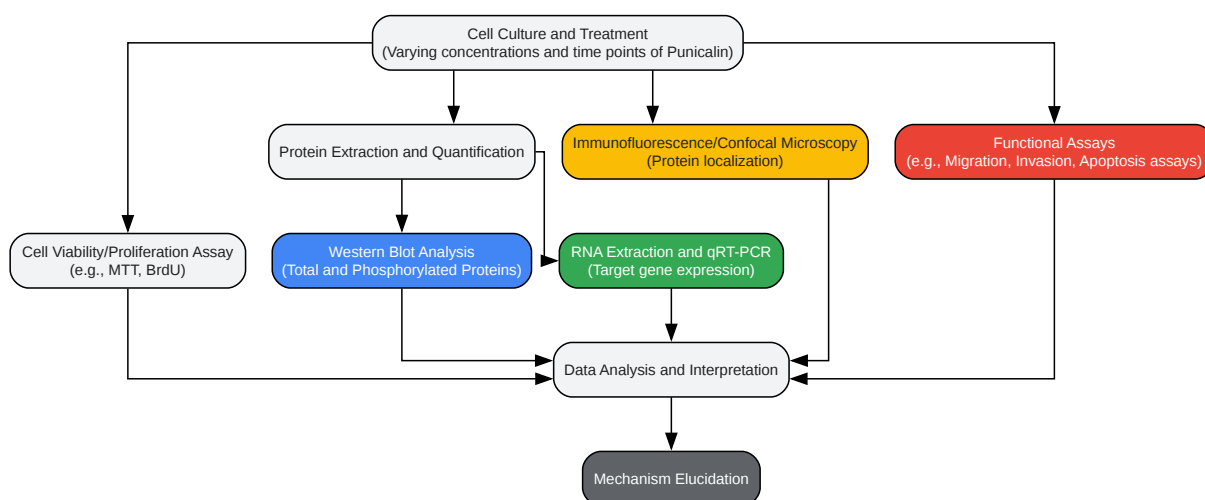 Cell Culture and Treatment
(Varying concentrations and time points of Punicalin)
Protein Extraction and Quantification
Immunofluorescence/Confocal Microscopy
(Protein localization)
Functional Assays
(e.g., Migration, Invasion, Apoptosis assays)
Cell Viability/Proliferation Assay
(e.g., MTT, BrdU)
Western Blot Analysis
(Total and Phosphorylated Proteins)
RNA Extraction and qRT-PCR
(Target gene expression)
Data Analysis and Interpretation
Mechanism Elucidation